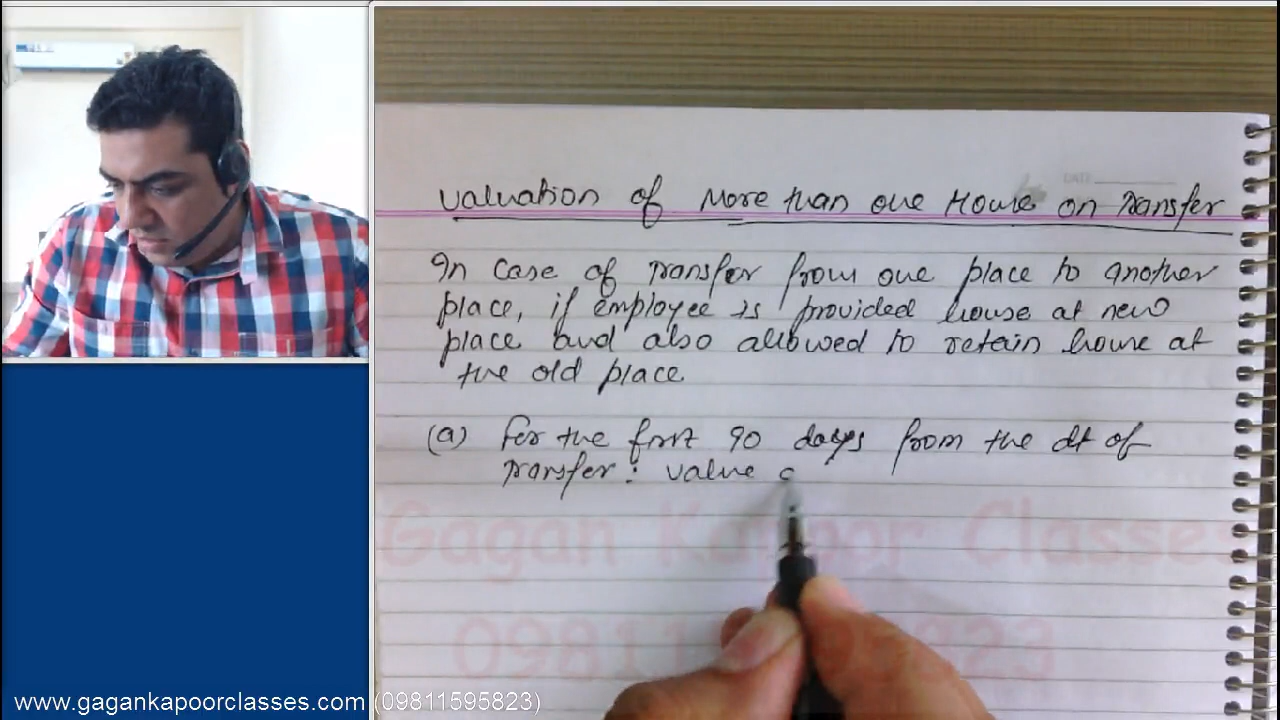 DATE:
Valuation of More than one House on Transfer
In case of Transfer from one place to another
place, if employee is provided house at new
place and also allowed to retain house at
the old place
(a) For the first 90 days from the dt of
Transfer: value
Gagan Kapoor Classes
www.gagankapoorclasses.com (09811595823)